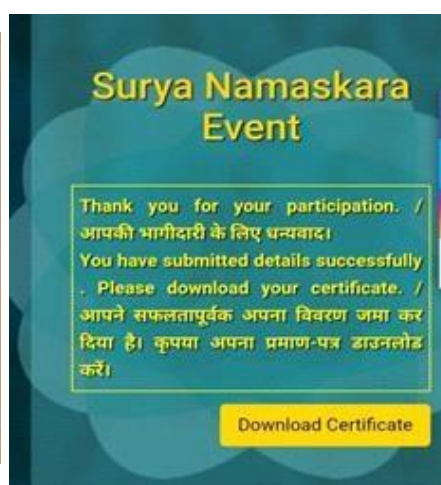 Surya Namaskara
Event
Thank you for your participation. /
आपकी भागीदारी के लिए धन्यवाद।
You have submitted details successfully
. Please download your certificate. /
आपने सफलतापूर्वक अपना विवरण जमा कर
दिया है। कृपया अपना प्रमाण-पत्र डाउनलोड
करें।
Download Certificate